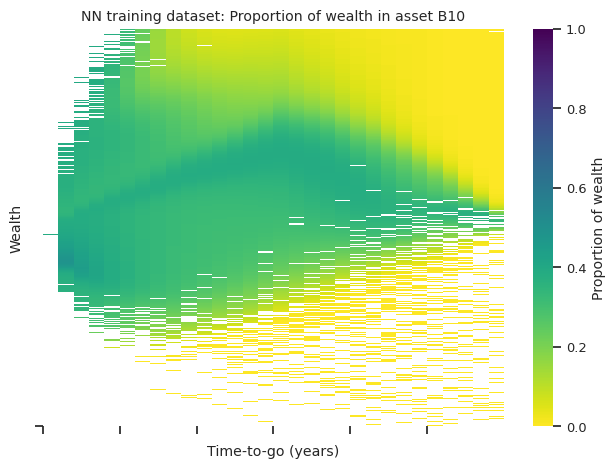 NN training dataset: Proportion of wealth in asset B10
Wealth
Time-to-go (years)
1.0
0.8
0.6
0.4
0.2
0.0
Proportion of wealth